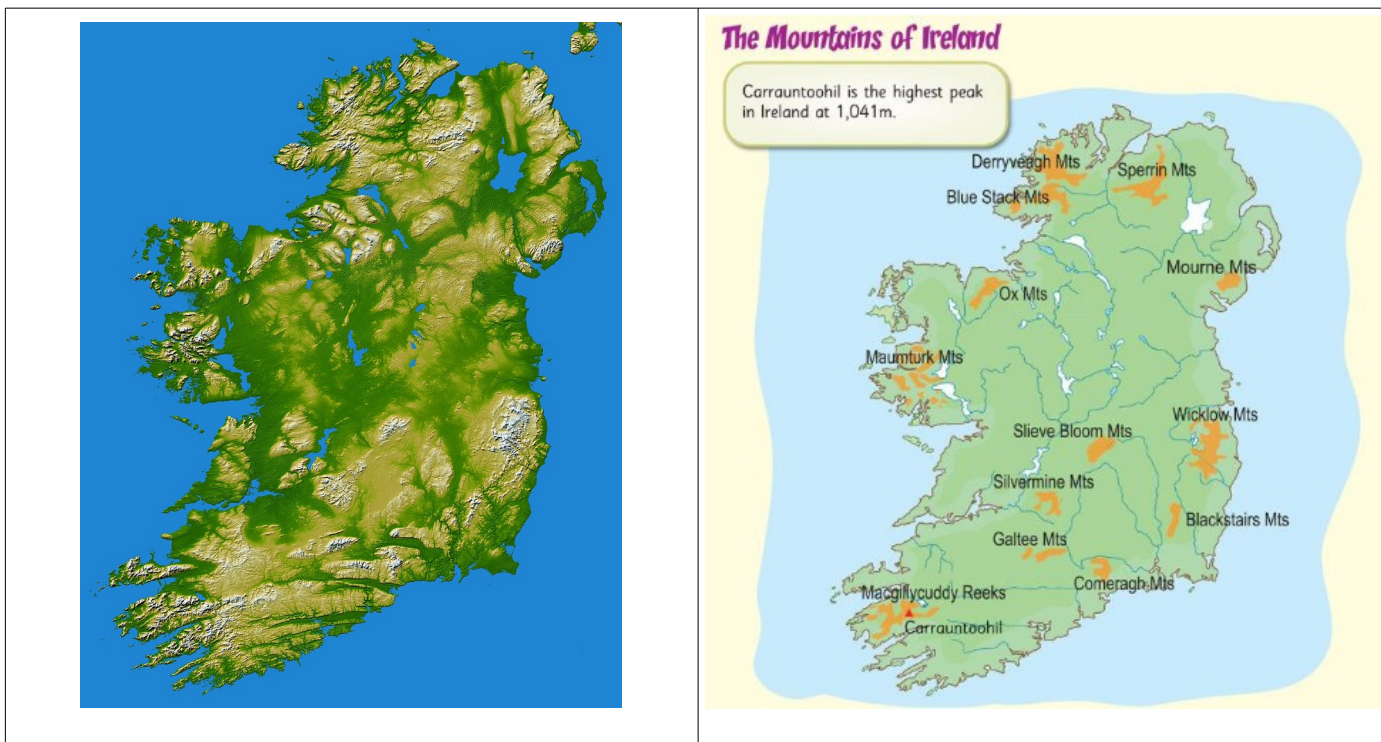 The Mountains of Ireland
Carrauntoohil is the highest peak
in Ireland at 1,041m.
Derryveagh Mts
Sperrin Mts
Blue Stack Mts
Mourne Mts
Ox Mts
Maumturk Mts
Wicklow Mts
Slieve Bloom Mts
Silvermine Mts
Blackstairs Mts
Galtee Mts
Comeragh Mts
Macgillycuddy Reeks
Carrauntoohil